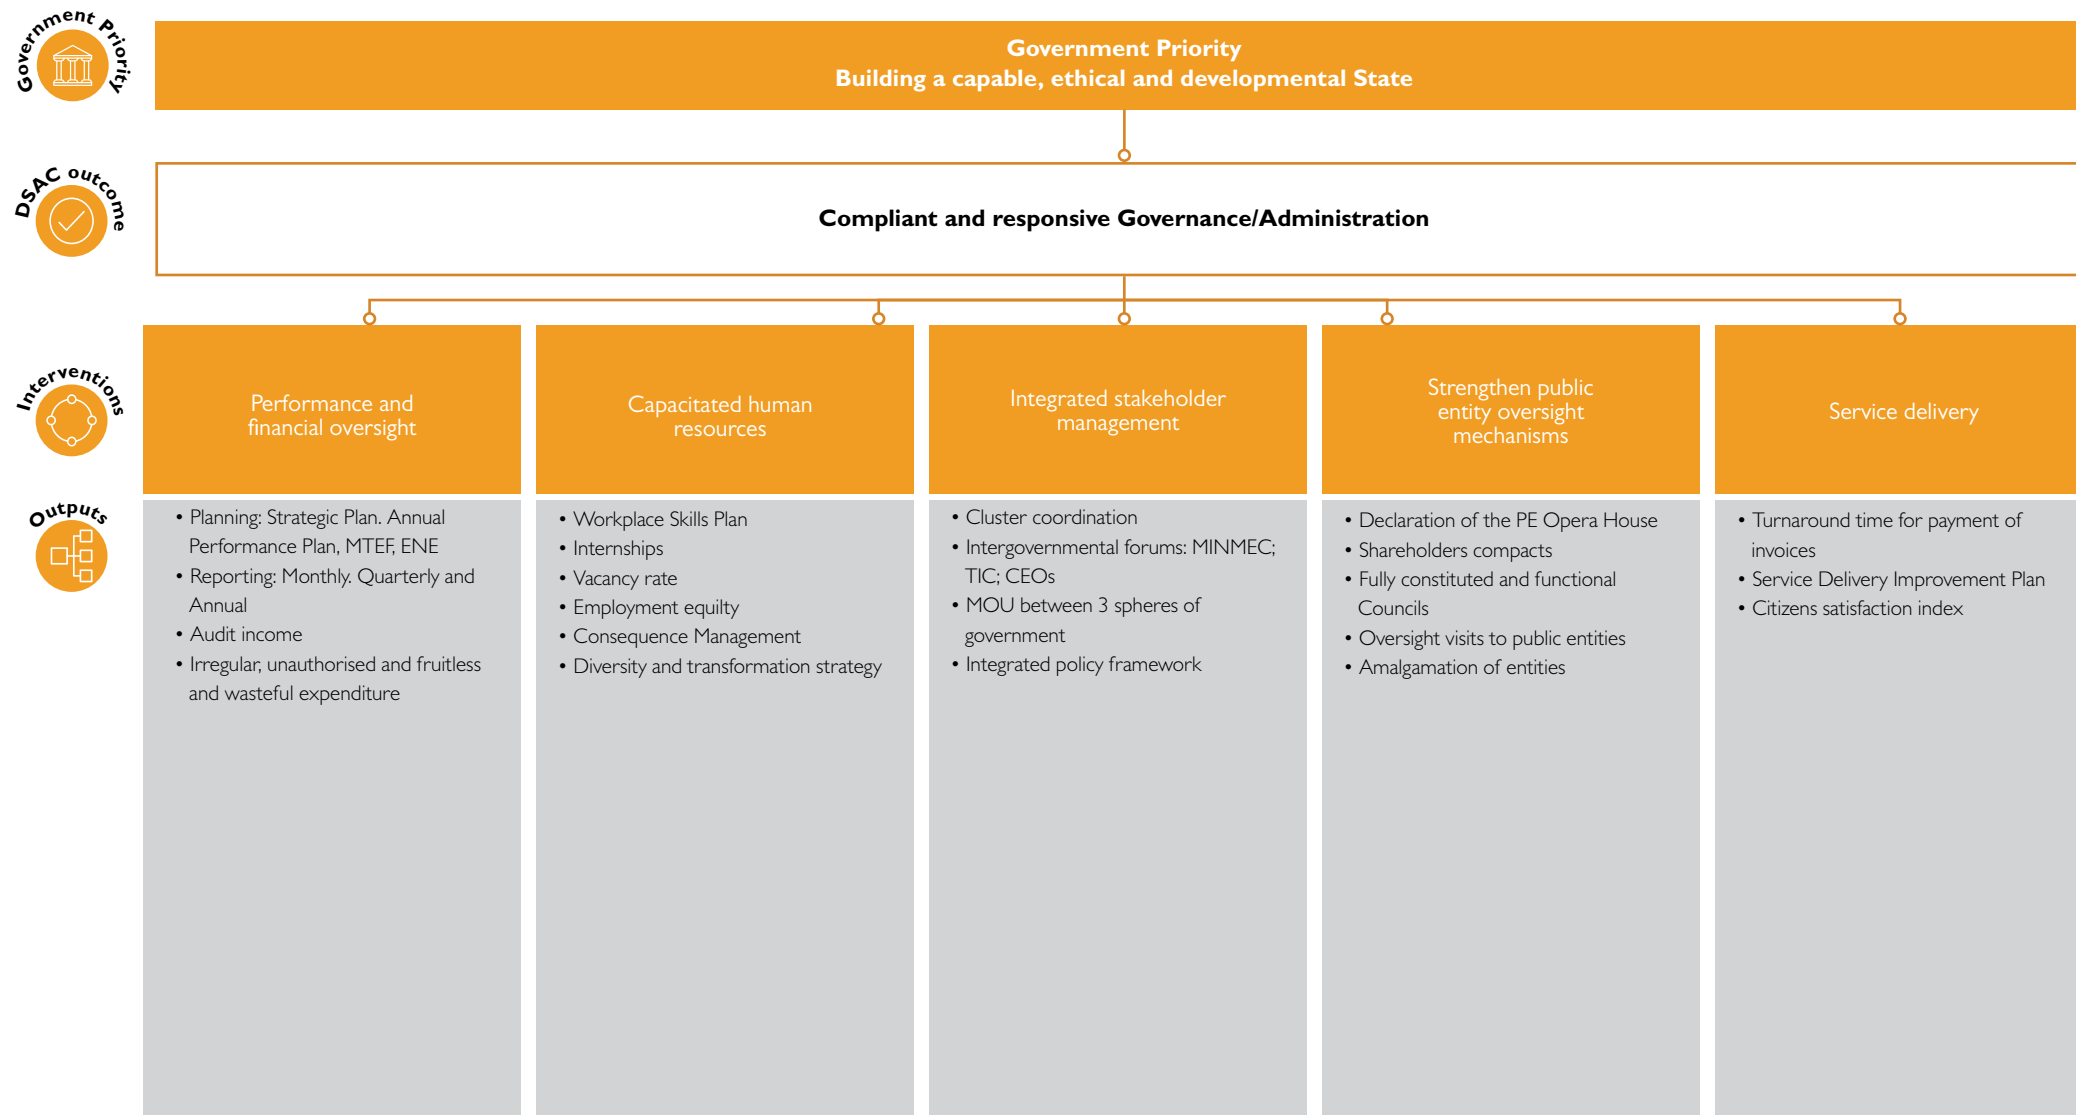 Government Priority
Government Priority
Building a capable, ethical and developmental State
DSAC outcome
Compliant and responsive Governance/Administration
Interventions
Performance and
financial oversight
Capacitated human
resources
Integrated stakeholder
management
Strengthen public
entity oversight
mechanisms
Service delivery
Outputs
• Planning: Strategic Plan. Annual
Performance Plan, MTEF, ENE
• Reporting: Monthly. Quarterly and
Annual
• Audit income
• Irregular, unauthorised and fruitless
and wasteful expenditure
• Workplace Skills Plan
• Internships
• Vacancy rate
• Employment equilty
• Consequence Management
• Diversity and transformation strategy
• Cluster coordination
• Intergovernmental forums: MINMEC;
TIC; CEOs
• MOU between 3 spheres of
government
• Integrated policy framework
• Declaration of the PE Opera House
• Shareholders compacts
• Fully constituted and functional
Councils
• Oversight visits to public entities
• Amalgamation of entities
• Turnaround time for payment of
invoices
• Service Delivery Improvement Plan
• Citizens satisfaction index